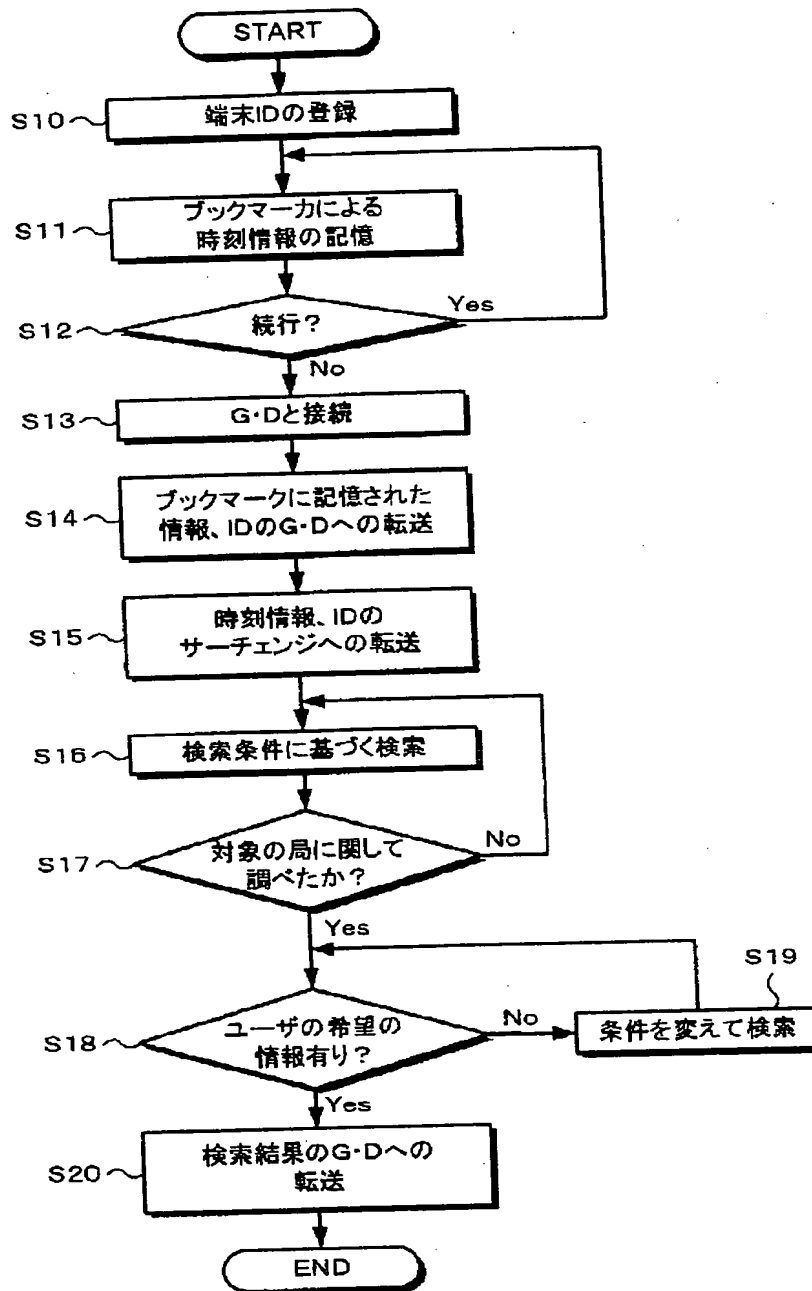 START
S10
端末IDの登録
S11
ブックマーカによる
時刻情報の記憶
S12
続行?
Yes
No
S13
G・Dと接続
S14
ブックマークに記憶された
情報、IDのG・Dへの転送
S15
時刻情報、IDの
サーチェンジへの転送
S16
検索条件に基づく検索
S17
対象の局に関して
調べたか?
No
Yes
S18
ユーザの希望の
情報有り?
No
S19
条件を変えて検索
Yes
S20
検索結果のG・Dへの
転送
END